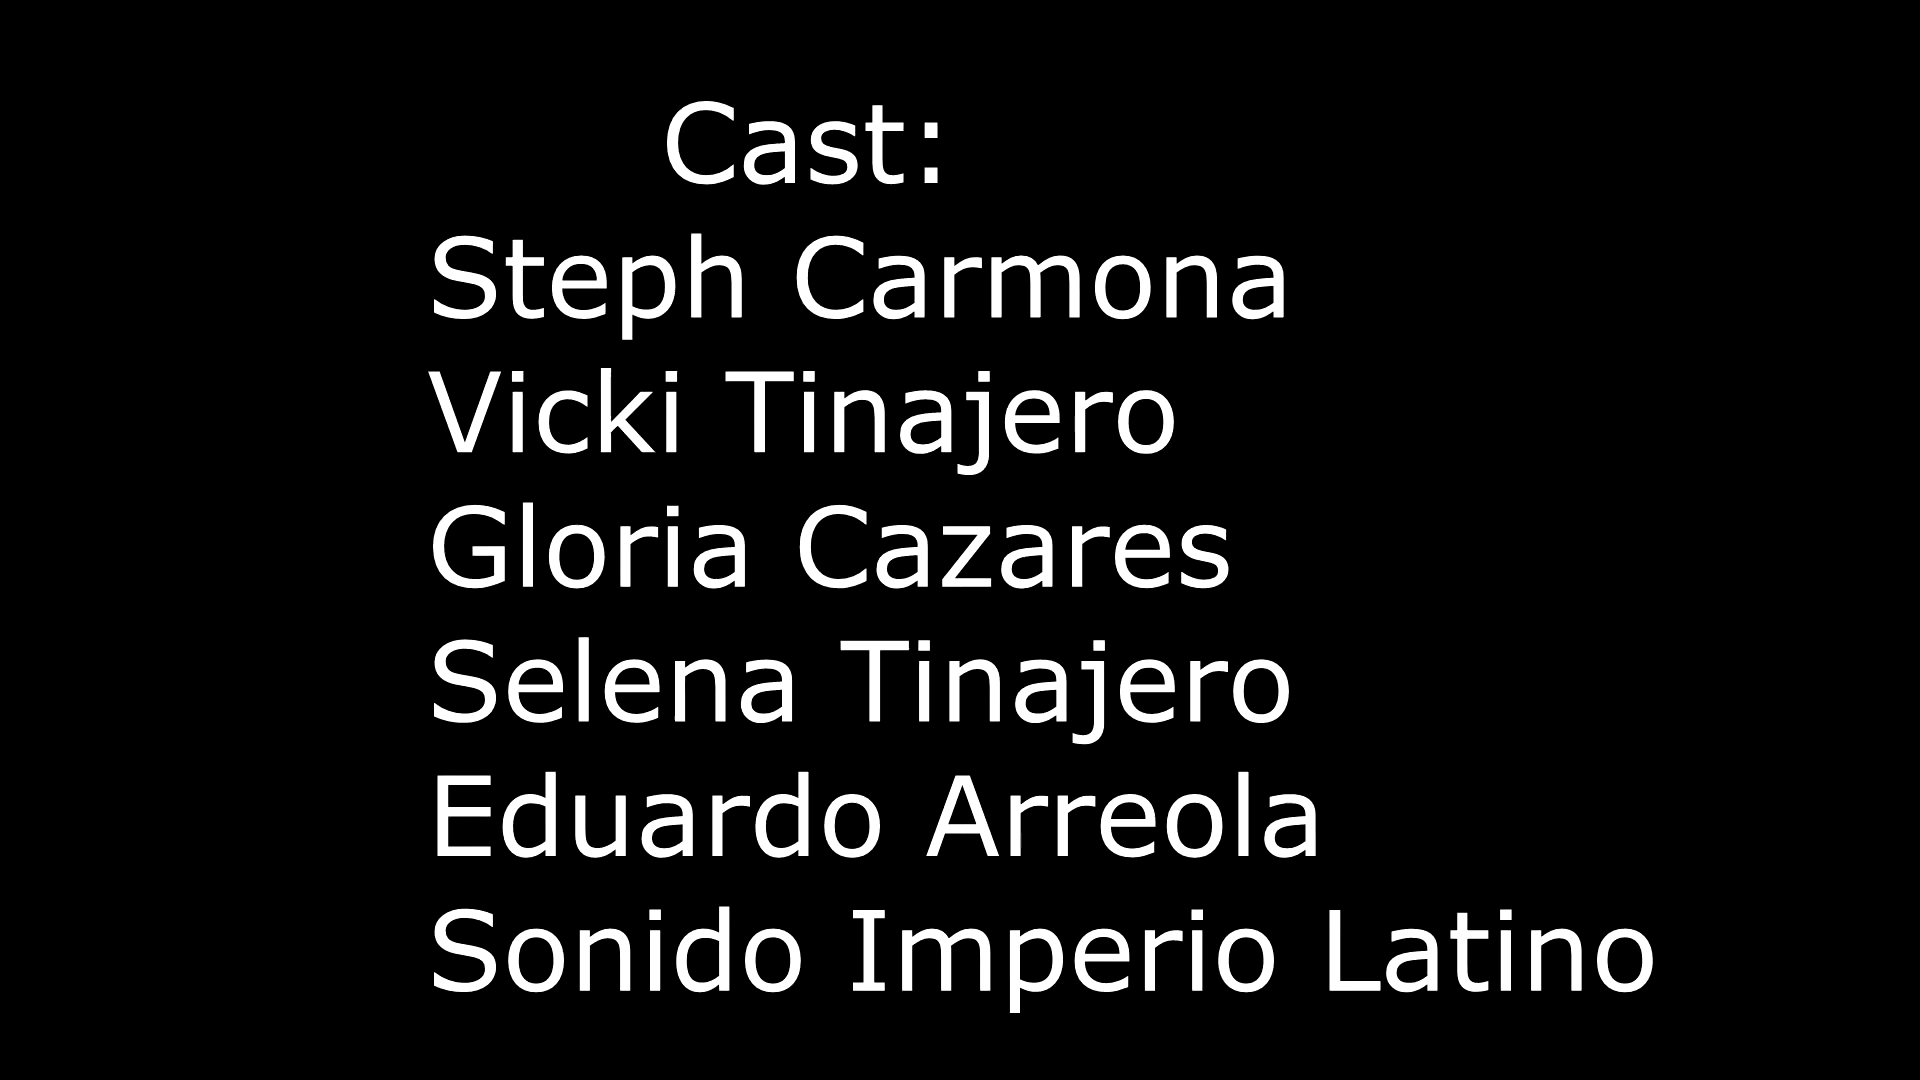 Cast:
Steph Carmona
Vicki Tinajero
Gloria Cazares
Selena Tinajero
Eduardo Arreola
Sonido Imperio Latino